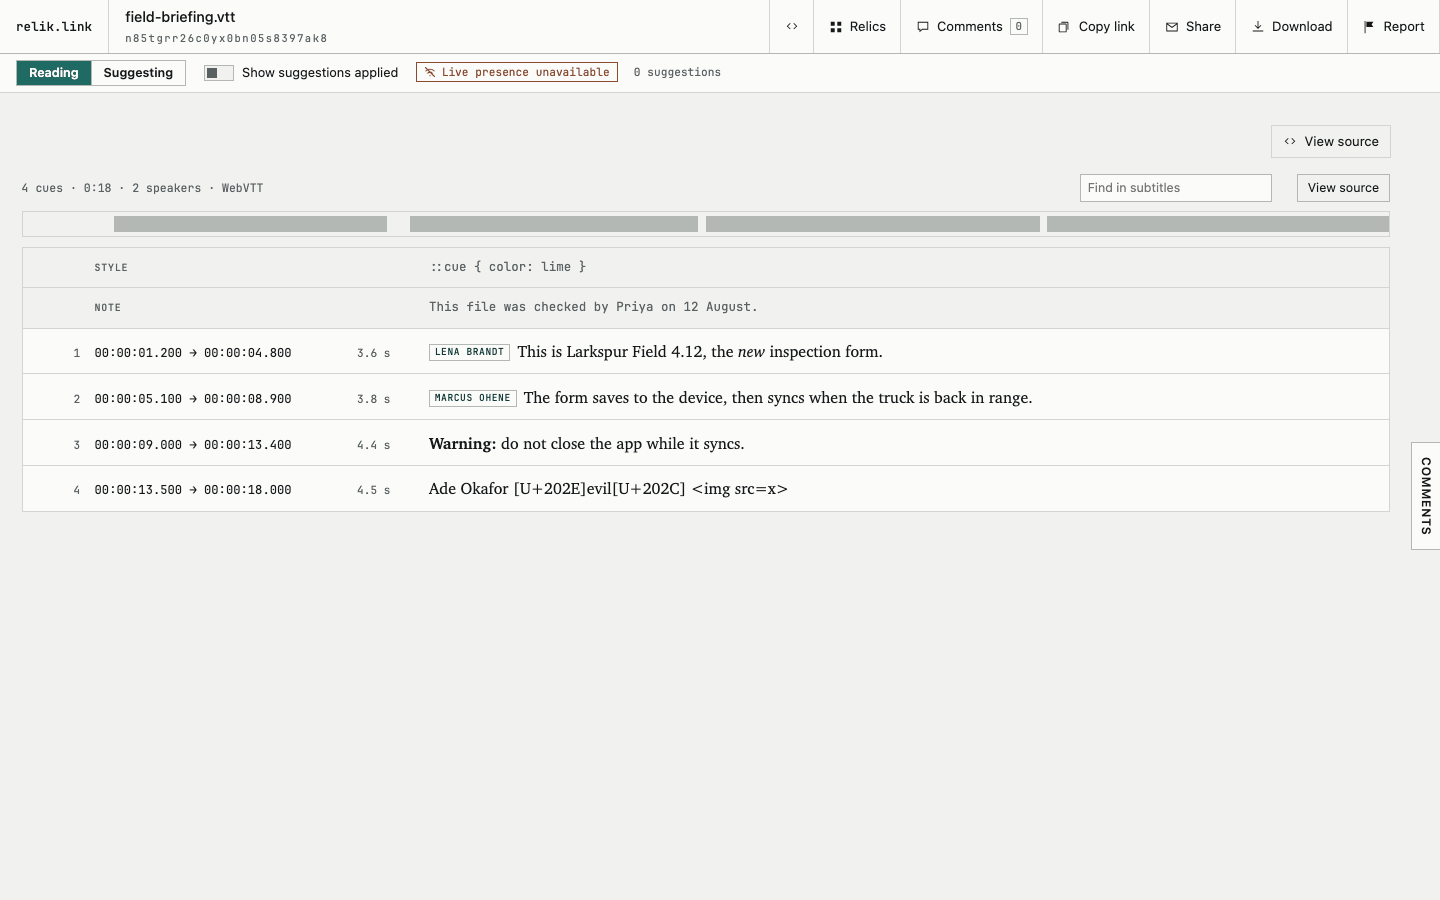 relik.link
field-briefing.vtt
n85tgrr26c0yx0bn05s8397ak8
Relics
Comments 0
Copy link
Share
Download
Report
Reading
Suggesting
Show suggestions applied
Live presence unavailable
0 suggestions
View source
4 cues · 0:18 · 2 speakers · WebVTT
Find in subtitles
View source
STYLE ::cue { color: lime }
NOTE This file was checked by Priya on 12 August.
1 00:00:01.200 → 00:00:04.800 3.6 s LENA BRANDT This is Larkspur Field 4.12, the new inspection form.
2 00:00:05.100 → 00:00:08.900 3.8 s MARCUS OHENE The form saves to the device, then syncs when the truck is back in range.
3 00:00:09.000 → 00:00:13.400 4.4 s Warning: do not close the app while it syncs.
4 00:00:13.500 → 00:00:18.000 4.5 s Ade Okafor [U+202E]evil[U+202C] <img src=x>
COMMENTS